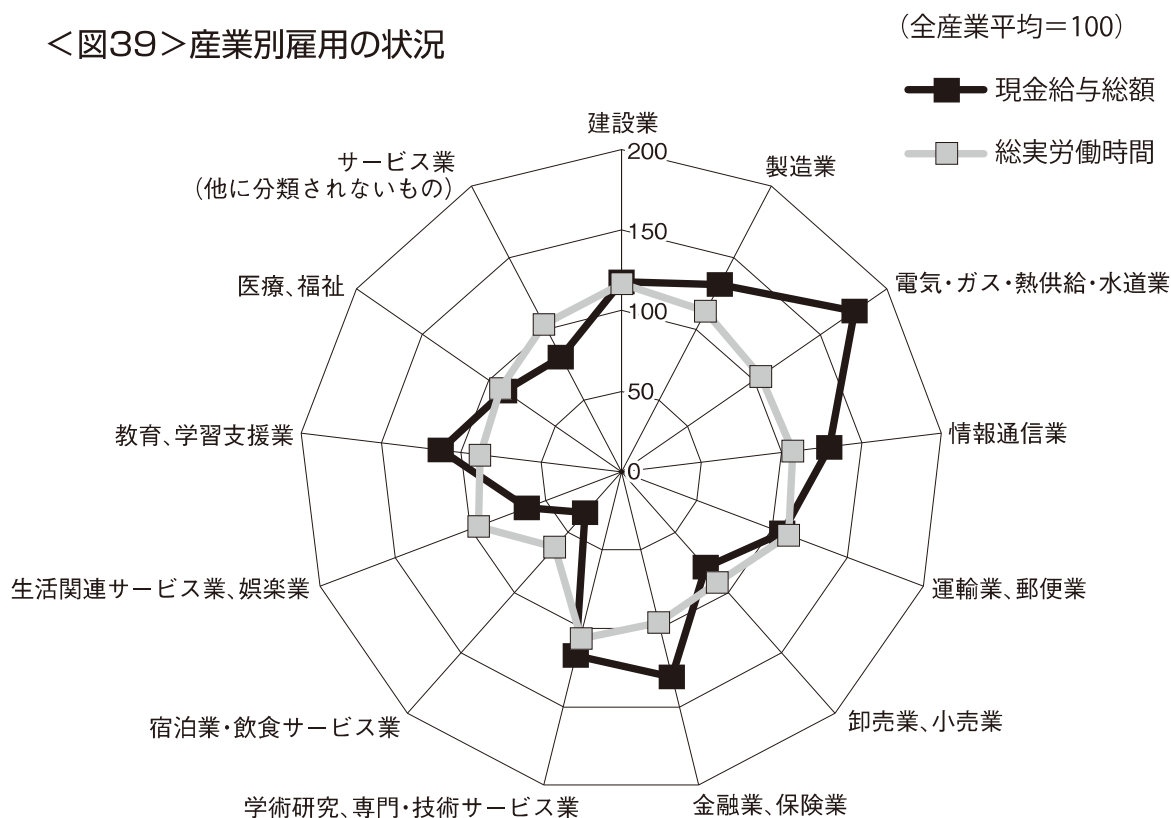 ＜図39＞産業別雇用の状況
（全産業平均＝100）
現金給与総額
総実労働時間
建設業
製造業
電気・ガス・熱供給・水道業
情報通信業
運輸業、郵便業
卸売業、小売業
金融業、保険業
学術研究、専門・技術サービス業
宿泊業・飲食サービス業
生活関連サービス業、娯楽業
教育、学習支援業
医療、福祉
サービス業
（他に分類されないもの）
200
150
100
50
0